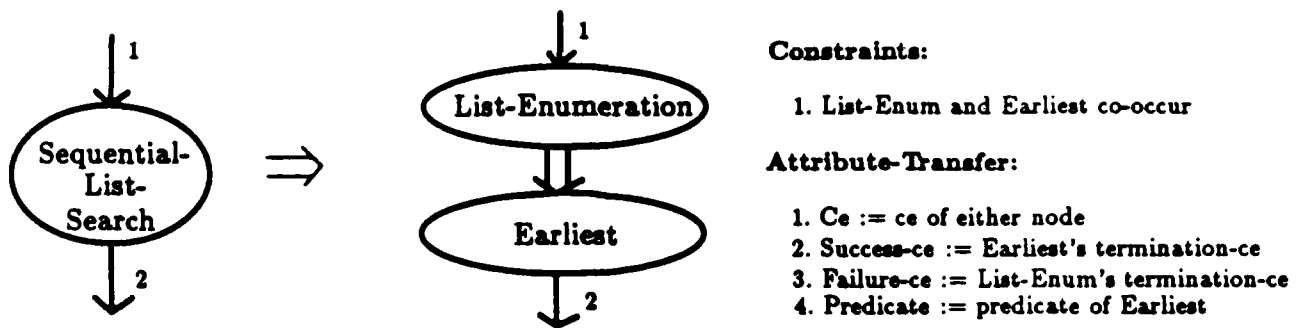 1
Sequential-
List-
Search
2
1
List-Enumeration
Earliest
2
Constraints:
1. List-Enum and Earliest co-occur
Attribute-Transfer:
1. Ce := ce of either node
2. Success-ce := Earliest's termination-ce
3. Failure-ce := List-Enum's termination-ce
4. Predicate := predicate of Earliest